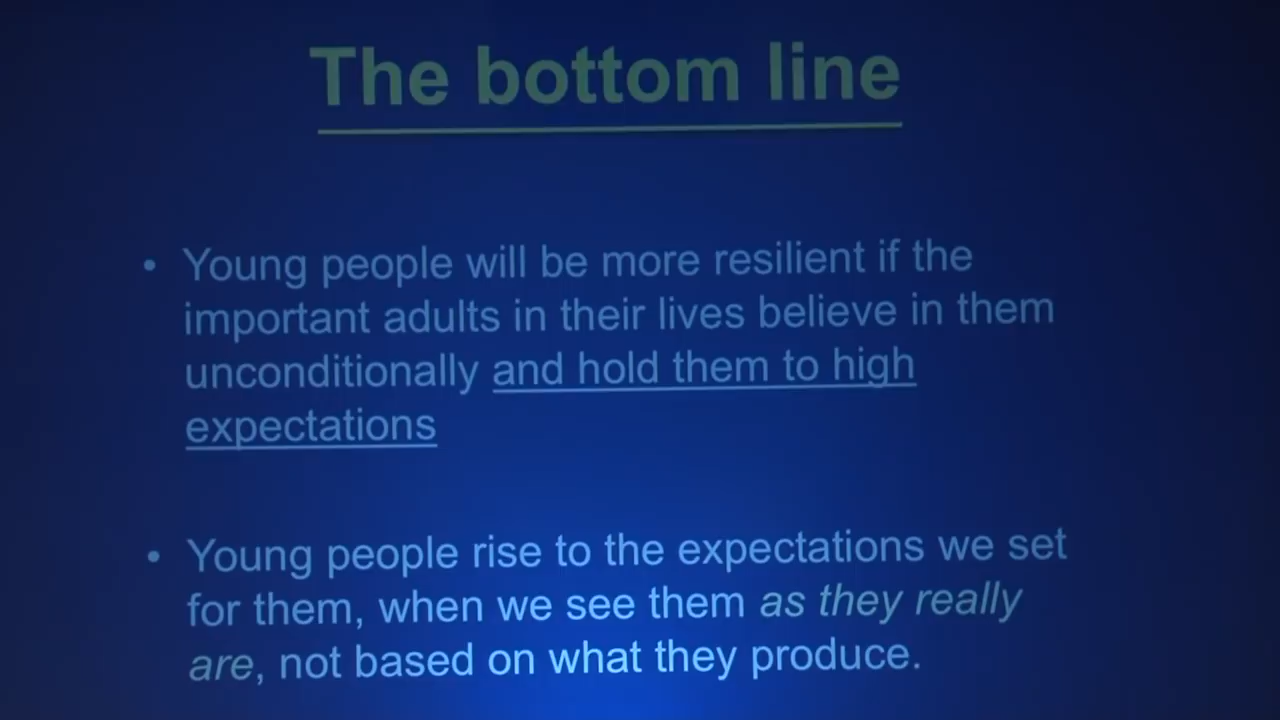 The bottom line
• Young people will be more resilient if the
important adults in their lives believe in them
unconditionally and hold them to high
expectations
• Young people rise to the expectations we set
for them, when we see them as they really
are, not based on what they produce.